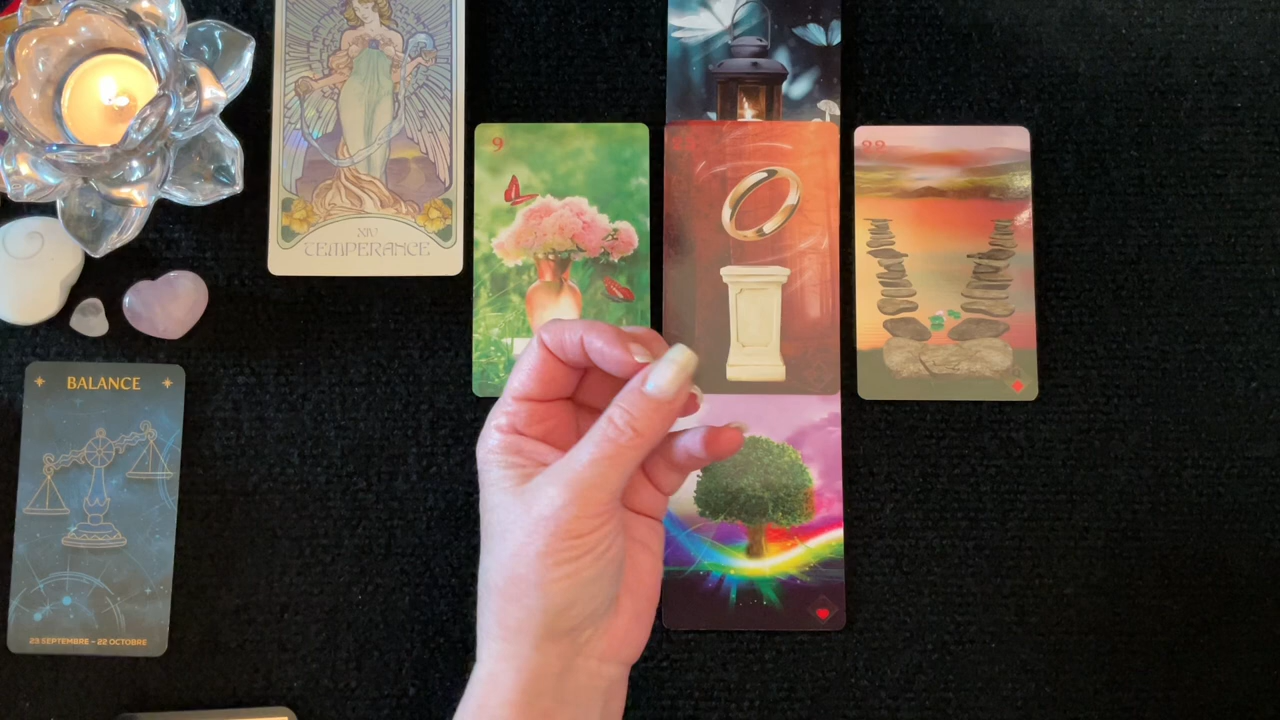 XIV
TEMPERANCE
9
22
BALANCE
23 SEPTEMBRE - 22 OCTOBRE